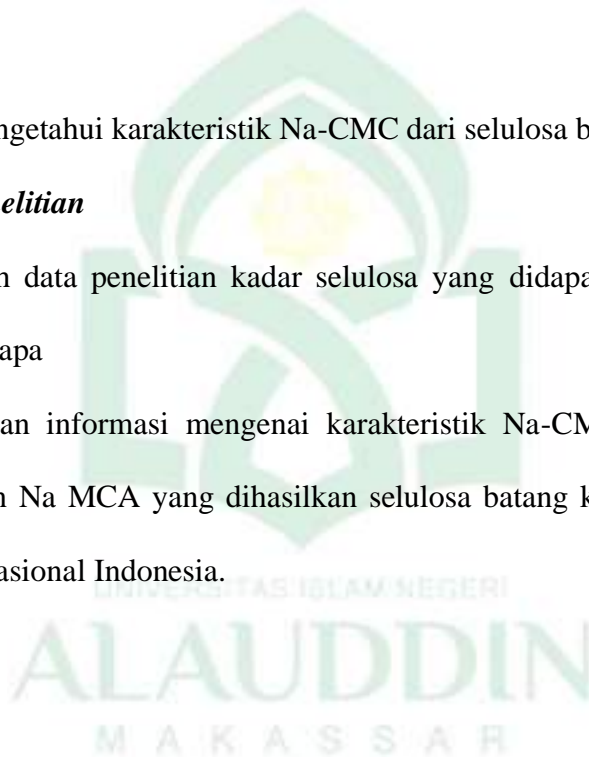 ngetahui karakteristik Na-CMC dari selulosa b
elitian
n data penelitian kadar selulosa yang didapa
apa
an informasi mengenai karakteristik Na-CM
n Na MCA yang dihasilkan selulosa batang k
asional Indonesia.
UNIVERSITAS ISLAM NEGERI
ALAUDDIN
MAKASSAR